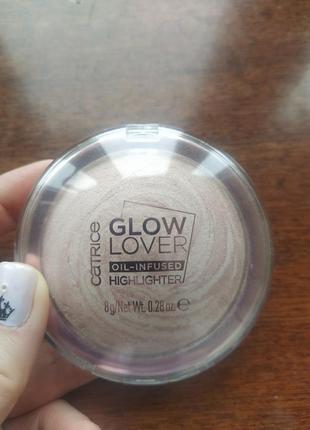 CATRICE
GLOW
LOVER
OIL-INFUSED
HIGHLIGHTER
8g/Net Wt. 0.28 oz. ℮